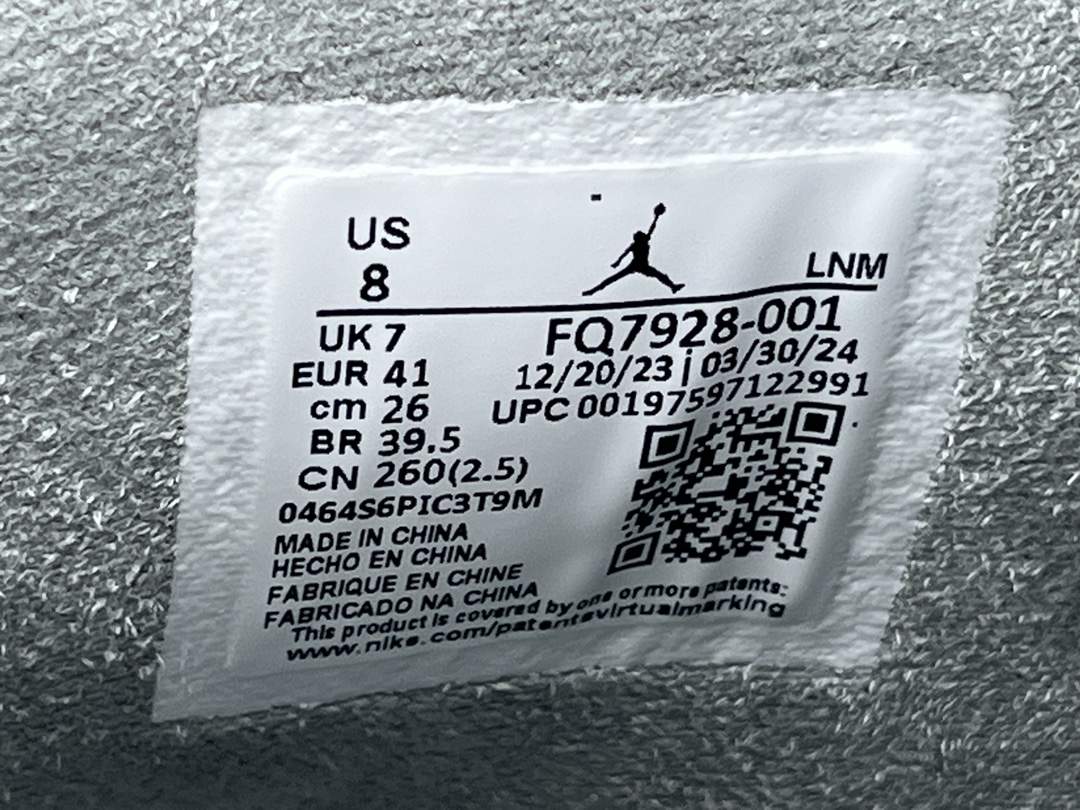 US
8
LNM
UK 7
EUR 41
cm 26
BR 39.5
CN 260(2.5)
0464S6PIC3T9M
MADE IN CHINA
HECHO EN CHINA
FABRIQUE EN CHINE
FABRICADO NA CHINA
FQ7928-001
12/20/23 | 03/30/24
UPC 00197597122991
This product is covered by one or more patents:
www.nike.com/patentsvirtualmarking